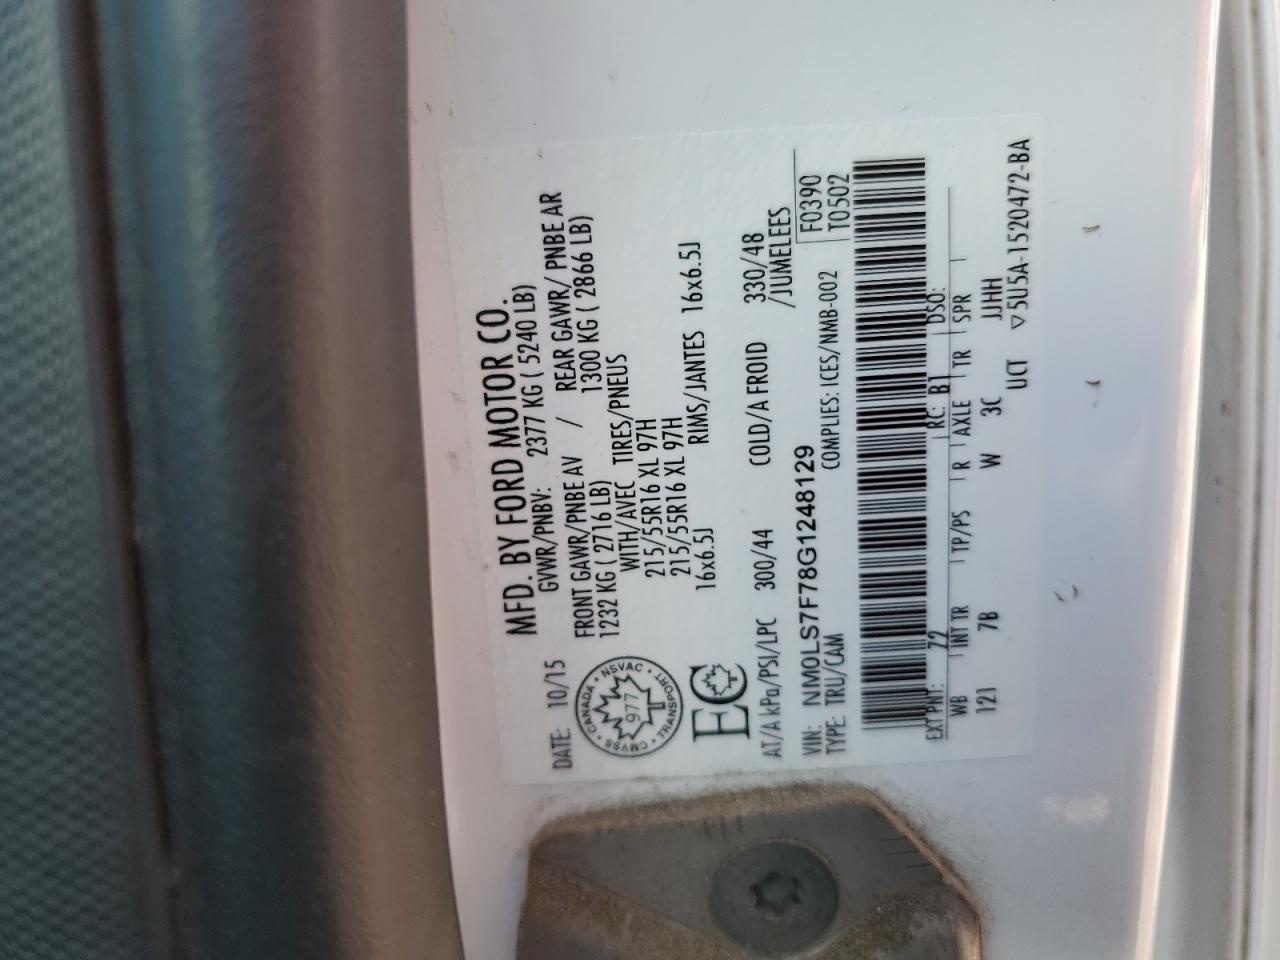 MFD. BY FORD MOTOR CO.
DATE: 10/15 GVWR/PNBV: 2377 KG ( 5240 LB)
FRONT GAWR/PNBE AV / REAR GAWR/ PNBE AR
1232 KG ( 2716 LB) 1300 KG ( 2866 LB)
WITH/AVEC TIRES/PNEUS
215/55R16 XL 97H
215/55R16 XL 97H
RIMS/JANTES 16x6.5J
16x6.5J
CANADA • NSVAC • TRANSPORT • CMVSS •
977
EC
AT/A kPa/PSI/LPC 300/44 COLD/A FROID 330/48
/JUMELEES
VIN: NM0LS7F78G1248129
F0390
TYPE: TRU/CAM COMPLIES: ICES/NMB-002 T0502
EXT PNT: Z2 RC: B1 DSO:
WB INT TR TP/PS R AXLE TR SPR
121 7B W 3C JJHH
UCT ▽5U5A-1520472-BA